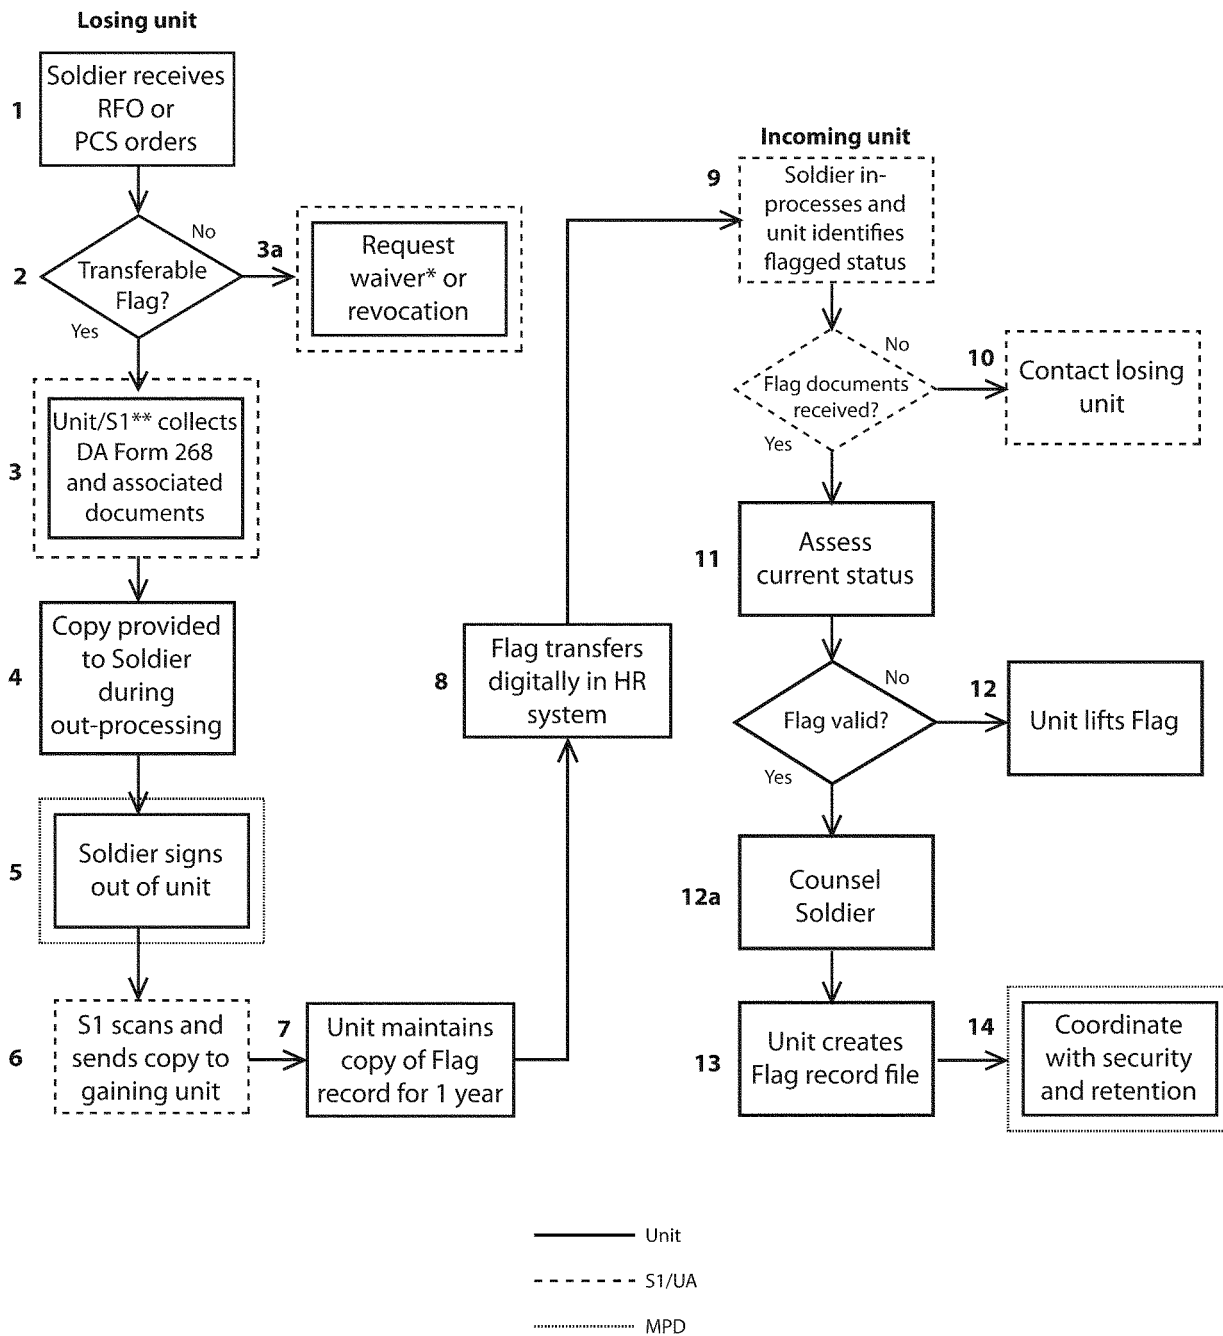 Losing unit
1
Soldier receives
RFO or
PCS orders
2
Transferable
Flag?
No
Yes
3a
Request
waiver* or
revocation
3
Unit/S1** collects
DA Form 268
and associated
documents
4
Copy provided
to Soldier
during
out-processing
5
Soldier signs
out of unit
6
S1 scans and
sends copy to
gaining unit
7
Unit maintains
copy of Flag
record for 1 year
8
Flag transfers
digitally in HR
system
Incoming unit
9
Soldier in-
processes and
unit identifies
flagged status
Flag documents
received?
No
Yes
10
Contact losing
unit
11
Assess
current status
Flag valid?
No
Yes
12
Unit lifts Flag
12a
Counsel
Soldier
13
Unit creates
Flag record file
14
Coordinate
with security
and retention
Unit
S1/UA
MPD